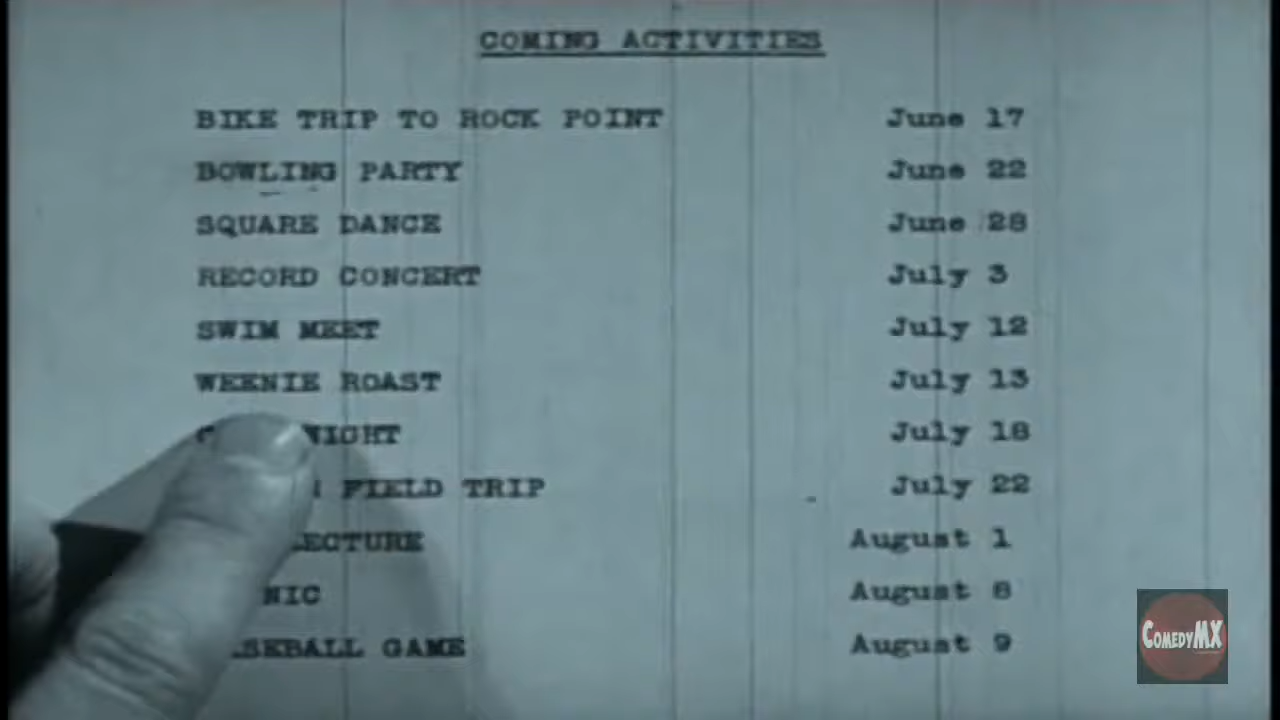 COMING ACTIVITIES
BIKE TRIP TO ROCK POINT June 17
BOWLING PARTY June 22
SQUARE DANCE June 28
RECORD CONCERT July 3
SWIM MEET July 12
WEENIE ROAST July 13
NIGHT July 18
FIELD TRIP July 22
LECTURE August 1
August 8
GAME August 9
COMEDYMX